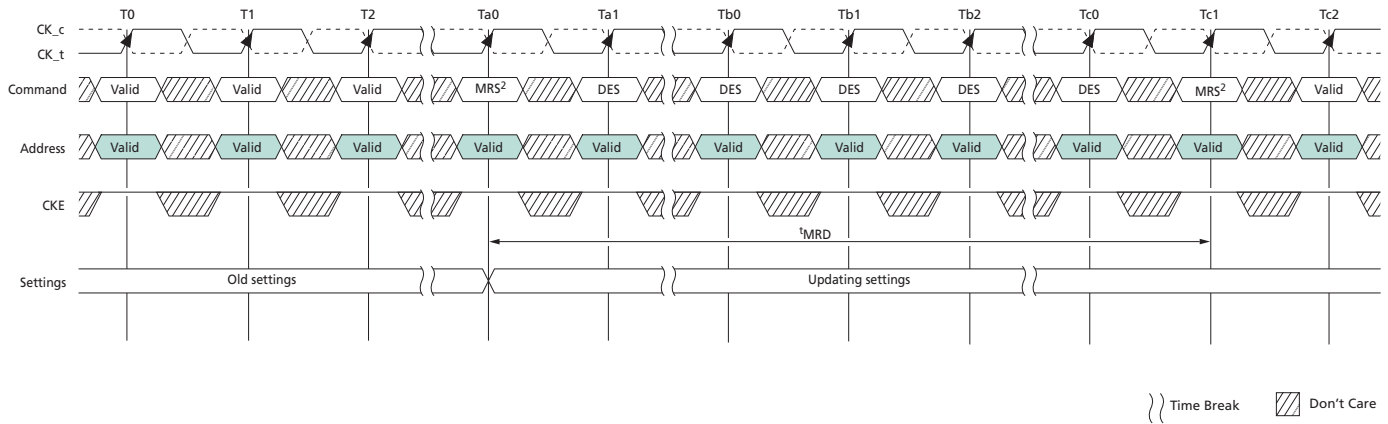 T0 T1 T2 Ta0 Ta1 Tb0 Tb1 Tb2 Tc0 Tc1 Tc2
CK_c
CK_t
Command Valid Valid Valid MRS² DES DES DES DES DES MRS² Valid
Address Valid Valid Valid Valid Valid Valid Valid Valid Valid Valid Valid
CKE
ᵗMRD
Settings Old settings Updating settings
Time Break Don't Care